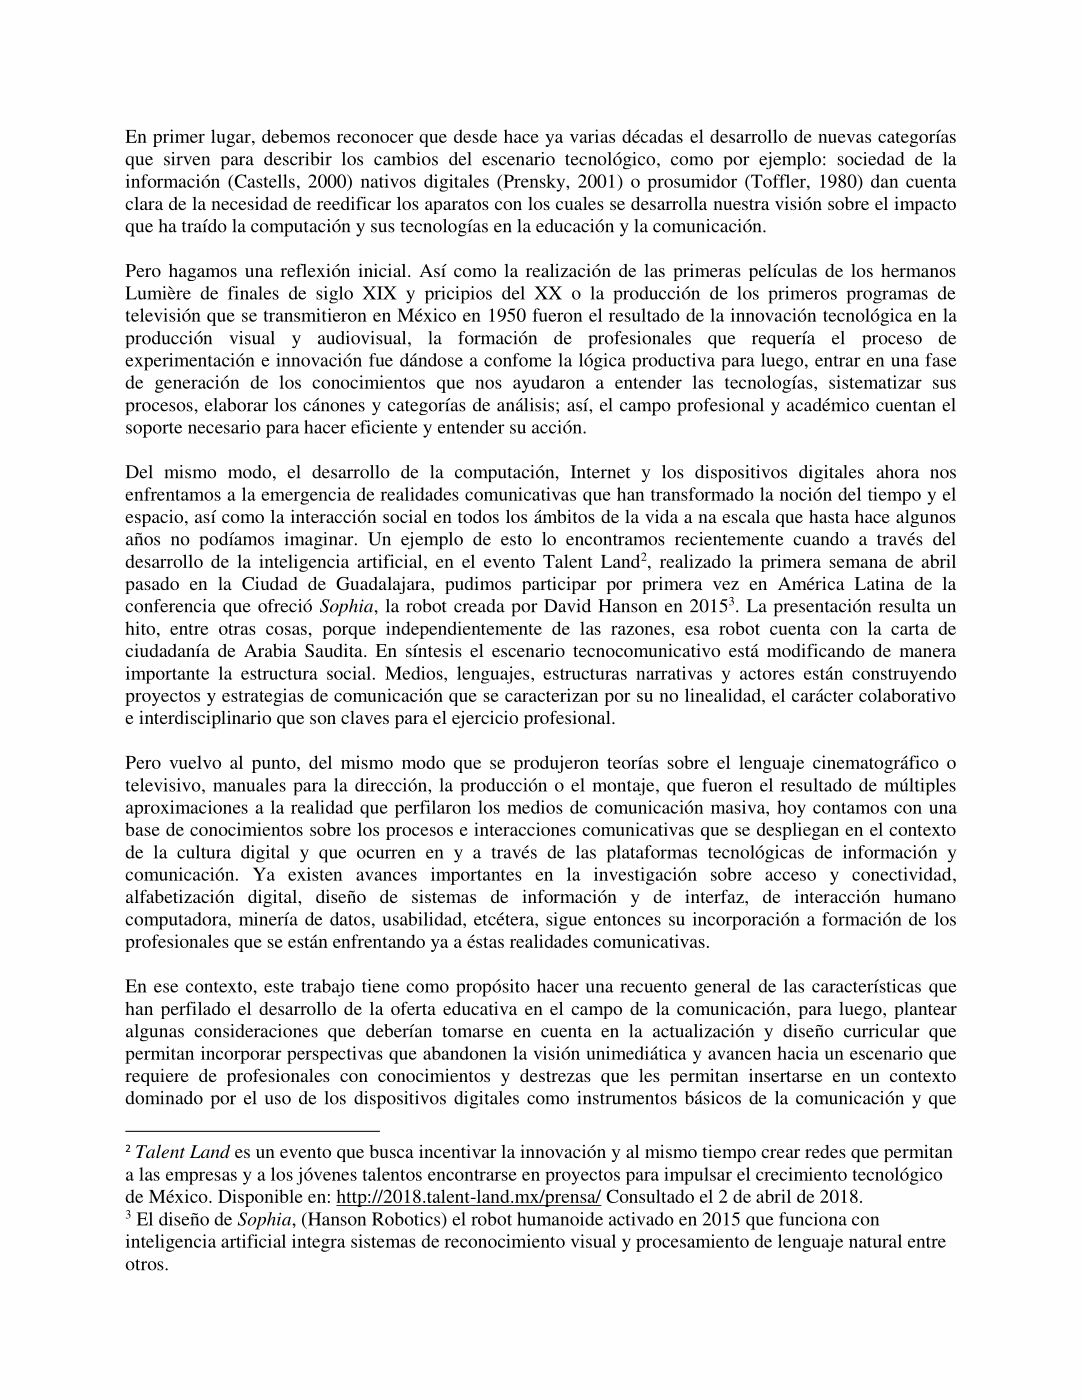 En primer lugar, debemos reconocer que desde hace ya varias décadas el desarrollo de nuevas categorías
que sirven para describir los cambios del escenario tecnológico, como por ejemplo: sociedad de la
información (Castells, 2000) nativos digitales (Prensky, 2001) o prosumidor (Toffler, 1980) dan cuenta
clara de la necesidad de reedificar los aparatos con los cuales se desarrolla nuestra visión sobre el impacto
que ha traído la computación y sus tecnologías en la educación y la comunicación.
Pero hagamos una reflexión inicial. Así como la realización de las primeras películas de los hermanos
Lumière de finales de siglo XIX y pricipios del XX o la producción de los primeros programas de
televisión que se transmitieron en México en 1950 fueron el resultado de la innovación tecnológica en la
producción visual y audiovisual, la formación de profesionales que requería el proceso de
experimentación e innovación fue dándose a confome la lógica productiva para luego, entrar en una fase
de generación de los conocimientos que nos ayudaron a entender las tecnologías, sistematizar sus
procesos, elaborar los cánones y categorías de análisis; así, el campo profesional y académico cuentan el
soporte necesario para hacer eficiente y entender su acción.
Del mismo modo, el desarrollo de la computación, Internet y los dispositivos digitales ahora nos
enfrentamos a la emergencia de realidades comunicativas que han transformado la noción del tiempo y el
espacio, así como la interacción social en todos los ámbitos de la vida a na escala que hasta hace algunos
años no podíamos imaginar. Un ejemplo de esto lo encontramos recientemente cuando a través del
desarrollo de la inteligencia artificial, en el evento Talent Land², realizado la primera semana de abril
pasado en la Ciudad de Guadalajara, pudimos participar por primera vez en América Latina de la
conferencia que ofreció Sophia, la robot creada por David Hanson en 2015³. La presentación resulta un
hito, entre otras cosas, porque independientemente de las razones, esa robot cuenta con la carta de
ciudadanía de Arabia Saudita. En síntesis el escenario tecnocomunicativo está modificando de manera
importante la estructura social. Medios, lenguajes, estructuras narrativas y actores están construyendo
proyectos y estrategias de comunicación que se caracterizan por su no linealidad, el carácter colaborativo
e interdisciplinario que son claves para el ejercicio profesional.
Pero vuelvo al punto, del mismo modo que se produjeron teorías sobre el lenguaje cinematográfico o
televisivo, manuales para la dirección, la producción o el montaje, que fueron el resultado de múltiples
aproximaciones a la realidad que perfilaron los medios de comunicación masiva, hoy contamos con una
base de conocimientos sobre los procesos e interacciones comunicativas que se despliegan en el contexto
de la cultura digital y que ocurren en y a través de las plataformas tecnológicas de información y
comunicación. Ya existen avances importantes en la investigación sobre acceso y conectividad,
alfabetización digital, diseño de sistemas de información y de interfaz, de interacción humano
computadora, minería de datos, usabilidad, etcétera, sigue entonces su incorporación a formación de los
profesionales que se están enfrentando ya a éstas realidades comunicativas.
En ese contexto, este trabajo tiene como propósito hacer una recuento general de las características que
han perfilado el desarrollo de la oferta educativa en el campo de la comunicación, para luego, plantear
algunas consideraciones que deberían tomarse en cuenta en la actualización y diseño curricular que
permitan incorporar perspectivas que abandonen la visión unimediática y avancen hacia un escenario que
requiere de profesionales con conocimientos y destrezas que les permitan insertarse en un contexto
dominado por el uso de los dispositivos digitales como instrumentos básicos de la comunicación y que
² Talent Land es un evento que busca incentivar la innovación y al mismo tiempo crear redes que permitan
a las empresas y a los jóvenes talentos encontrarse en proyectos para impulsar el crecimiento tecnológico
de México. Disponible en: http://2018.talent-land.mx/prensa/ Consultado el 2 de abril de 2018.
³ El diseño de Sophia, (Hanson Robotics) el robot humanoide activado en 2015 que funciona con
inteligencia artificial integra sistemas de reconocimiento visual y procesamiento de lenguaje natural entre
otros.